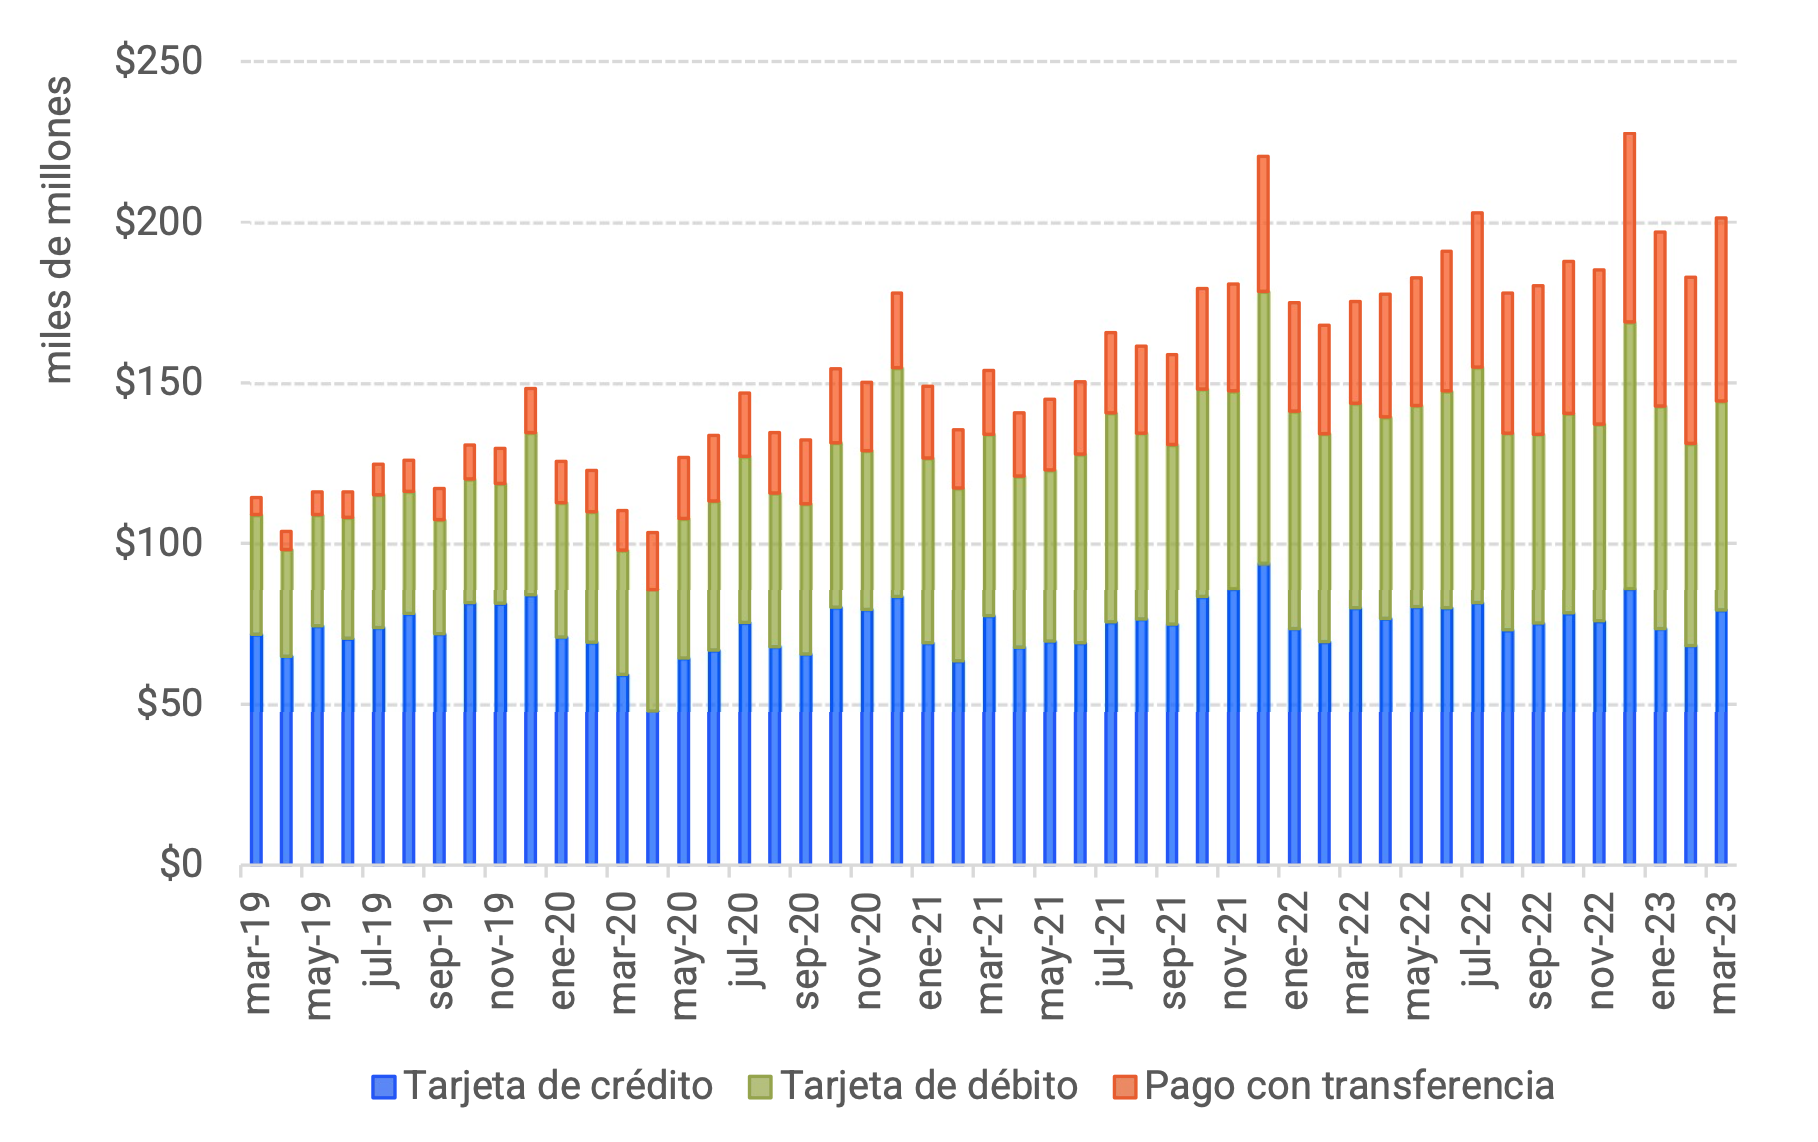 miles de millones
$250
$200
$150
$100
$50
$0
mar-19
may-19
jul-19
sep-19
nov-19
ene-20
mar-20
may-20
jul-20
sep-20
nov-20
ene-21
mar-21
may-21
jul-21
sep-21
nov-21
ene-22
mar-22
may-22
jul-22
sep-22
nov-22
ene-23
mar-23
Tarjeta de crédito
Tarjeta de débito
Pago con transferencia